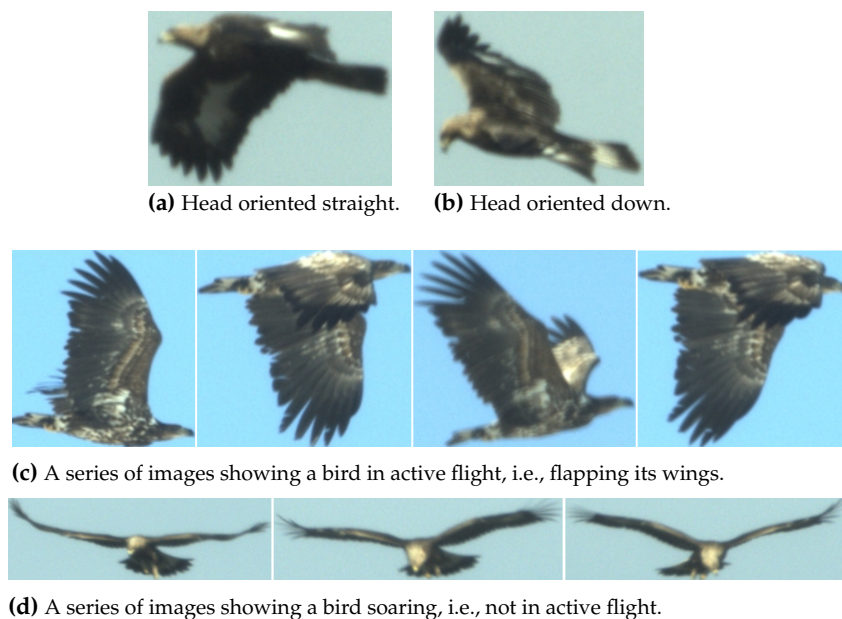 (a) Head oriented straight.
(b) Head oriented down.
(c) A series of images showing a bird in active flight, i.e., flapping its wings.
(d) A series of images showing a bird soaring, i.e., not in active flight.